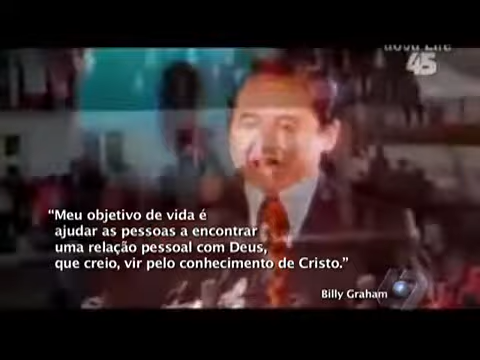 45
“Meu objetivo de vida é
ajudar as pessoas a encontrar
uma relação pessoal com Deus,
que creio, vir pelo conhecimento de Cristo.”
Billy Graham